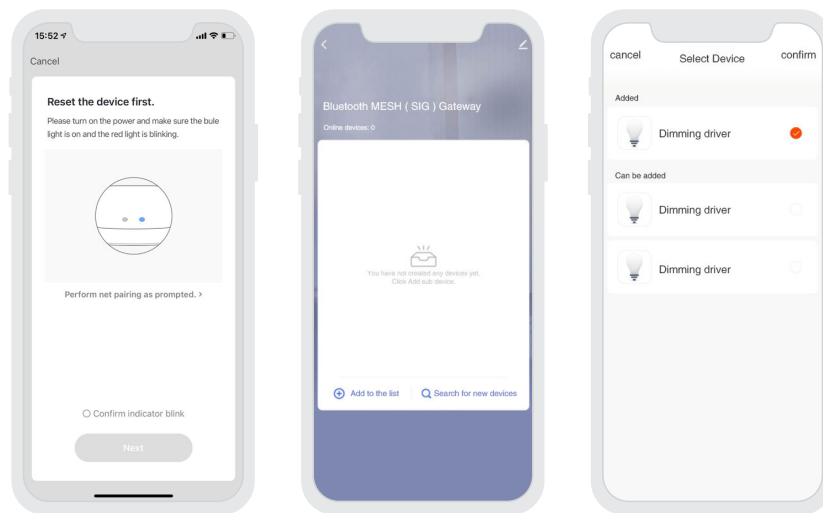 15:52
Cancel
Reset the device first.
Please turn on the power and make sure the bule
light is on and the red light is blinking.
Perform net pairing as prompted. >
Confirm indicator blink
Next
Bluetooth MESH ( SIG ) Gateway
Online devices: 0
You have not created any devices yet.
Click Add sub device.
Add to the list
Search for new devices
cancel
Select Device
confirm
Added
Dimming driver
Can be added
Dimming driver
Dimming driver